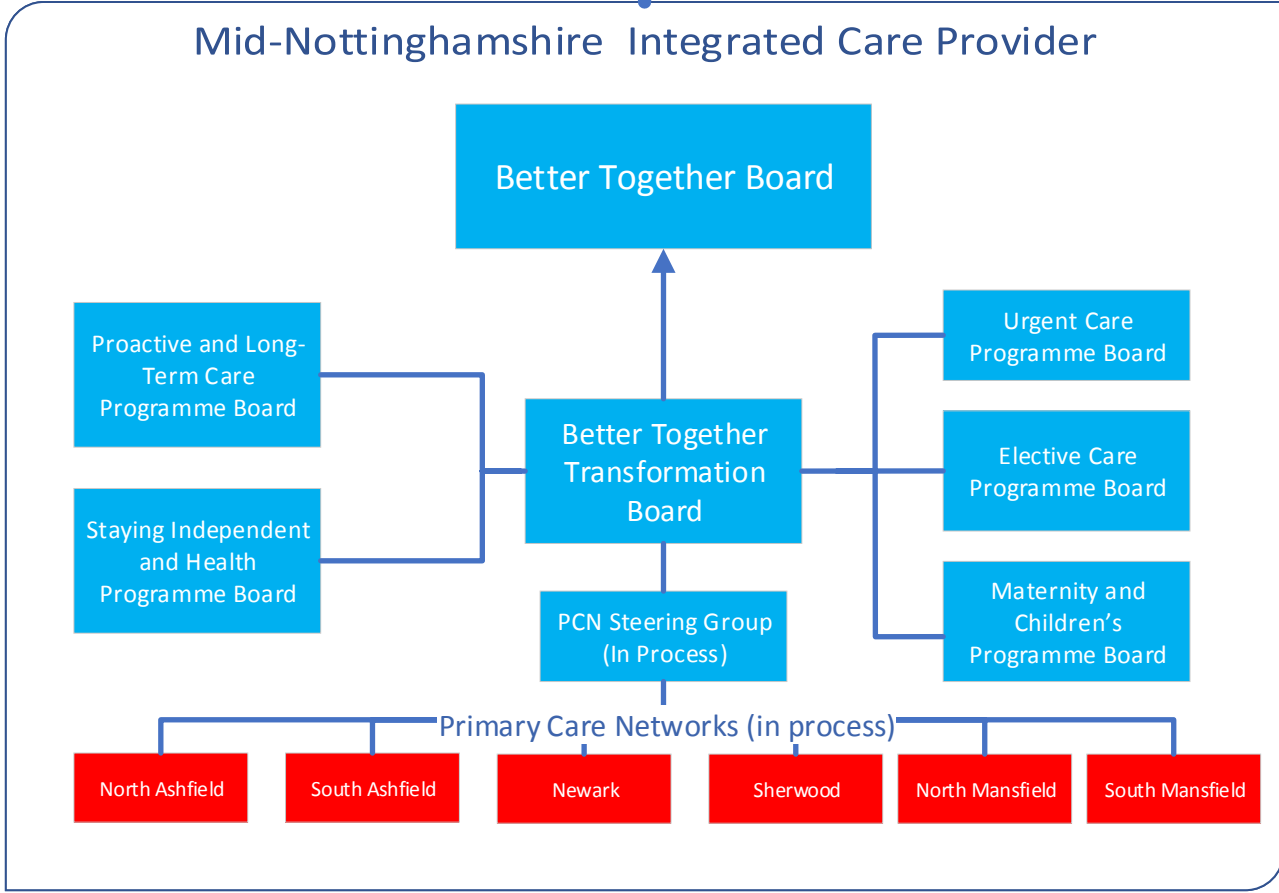 Mid-Nottinghamshire Integrated Care Provider
Better Together Board
Proactive and Long-
Term Care
Programme Board
Staying Independent
and Health
Programme Board
Better Together
Transformation
Board
Urgent Care
Programme Board
Elective Care
Programme Board
Maternity and
Children’s
Programme Board
PCN Steering Group
(In Process)
Primary Care Networks (in process)
North Ashfield
South Ashfield
Newark
Sherwood
North Mansfield
South Mansfield